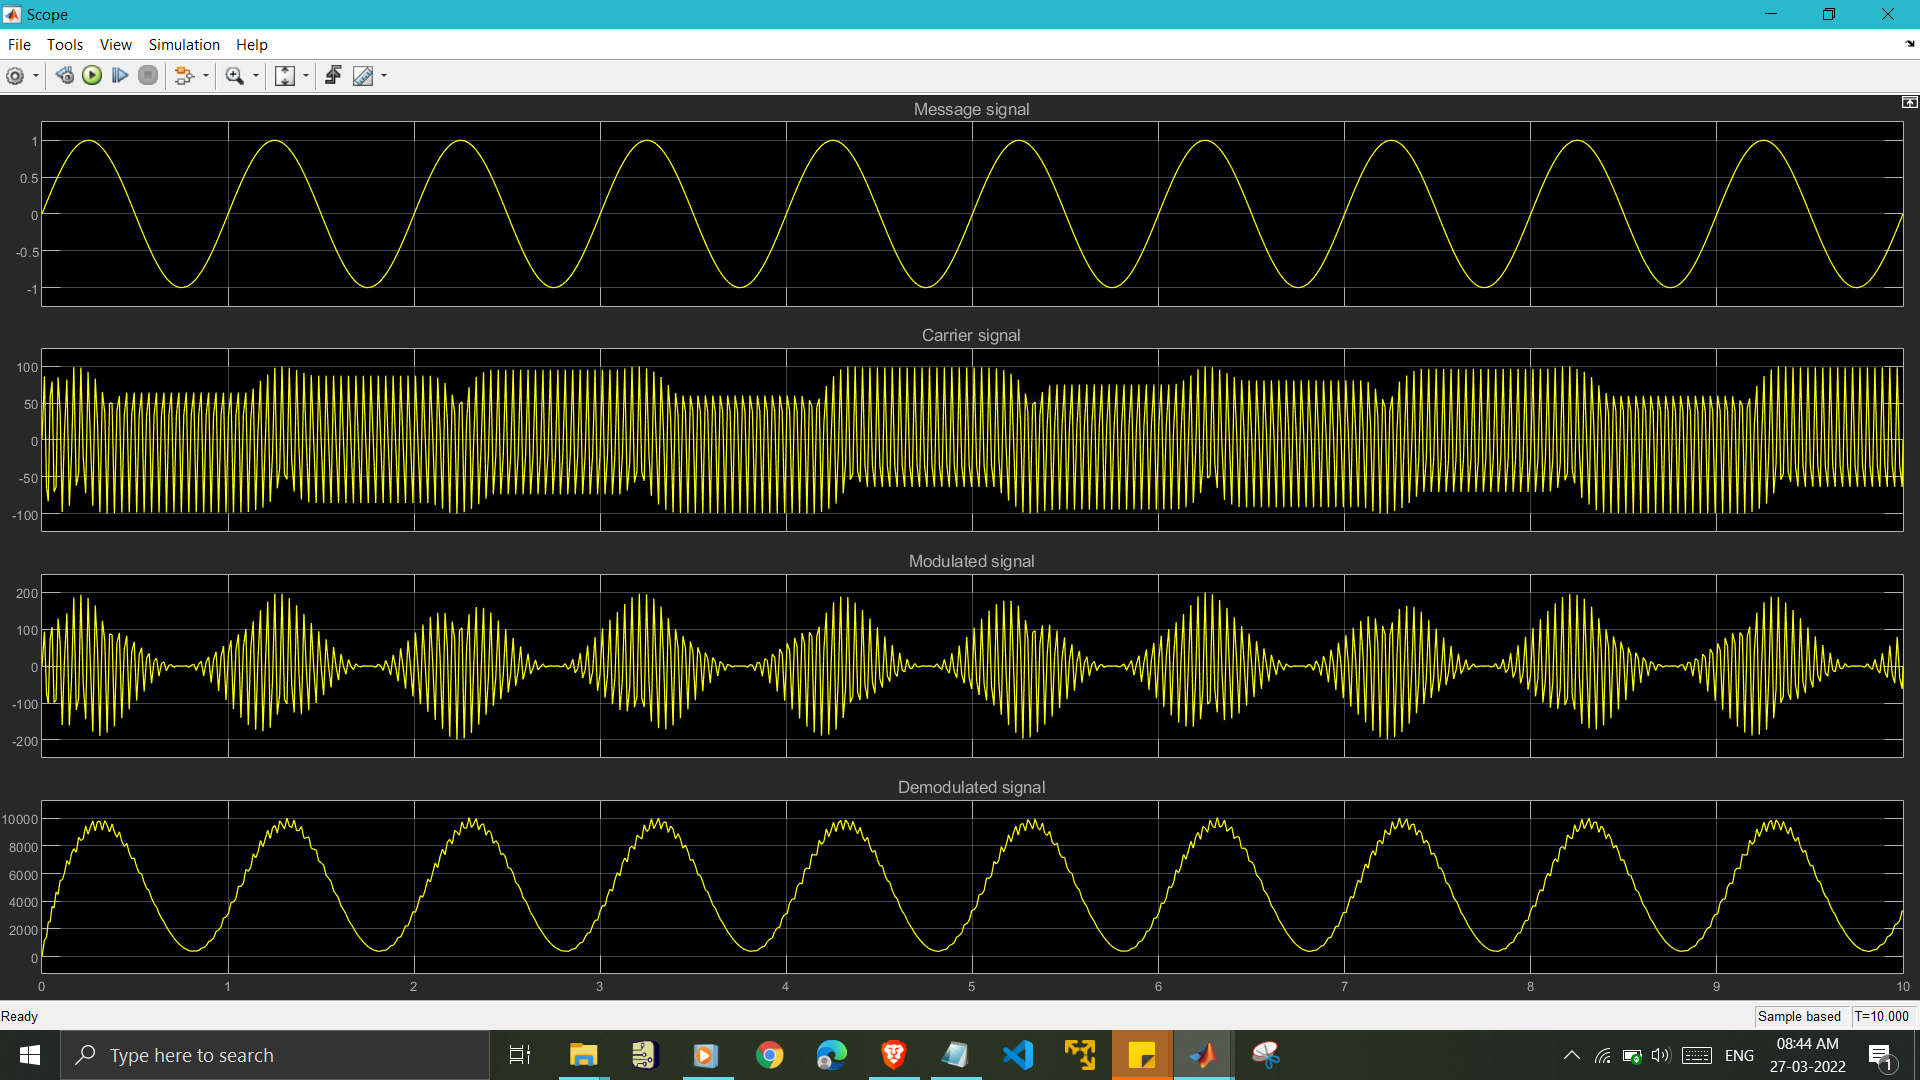 Scope
File Tools View Simulation Help
Message signal
1
0.5
0
-0.5
-1
Carrier signal
100
50
0
-50
-100
Modulated signal
200
100
0
-100
-200
Demodulated signal
10000
8000
6000
4000
2000
0
0 1 2 3 4 5 6 7 8 9 10
Ready Sample based T=10.000
Type here to search ENG 08:44 AM
27-03-2022
1